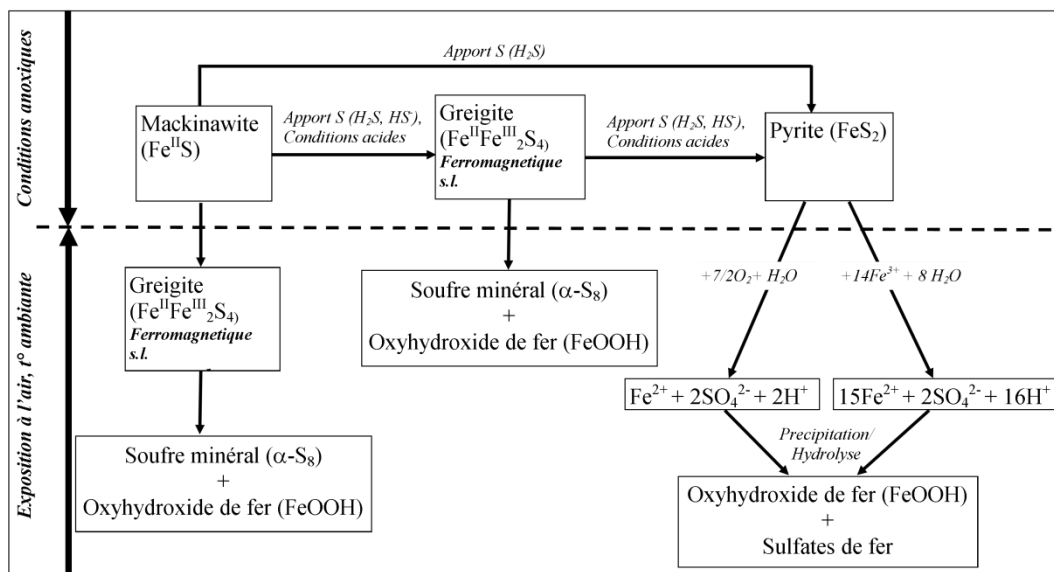 Conditions anoxiques
Apport S (H₂S)
Mackinawite
(FeᴵᴵS)
Apport S (H₂S, HS⁻),
Conditions acides
Greigite
(FeᴵᴵFeᴵᴵᴵ₂S₄)
Ferromagnetique
s.l.
Apport S (H₂S, HS⁻),
Conditions acides
Pyrite (FeS₂)
Exposition à l'air, t° ambiante
Greigite
(FeᴵᴵFeᴵᴵᴵ₂S₄)
Ferromagnetique
s.l.
Soufre minéral (α-S₈)
+
Oxyhydroxide de fer (FeOOH)
+7/2O₂+ H₂O
+14Fe³⁺ + 8 H₂O
Fe²⁺ + 2SO₄²⁻ + 2H⁺
15Fe²⁺ + 2SO₄²⁻ + 16H⁺
Precipitation/
Hydrolyse
Soufre minéral (α-S₈)
+
Oxyhydroxide de fer (FeOOH)
Oxyhydroxide de fer (FeOOH)
+
Sulfates de fer